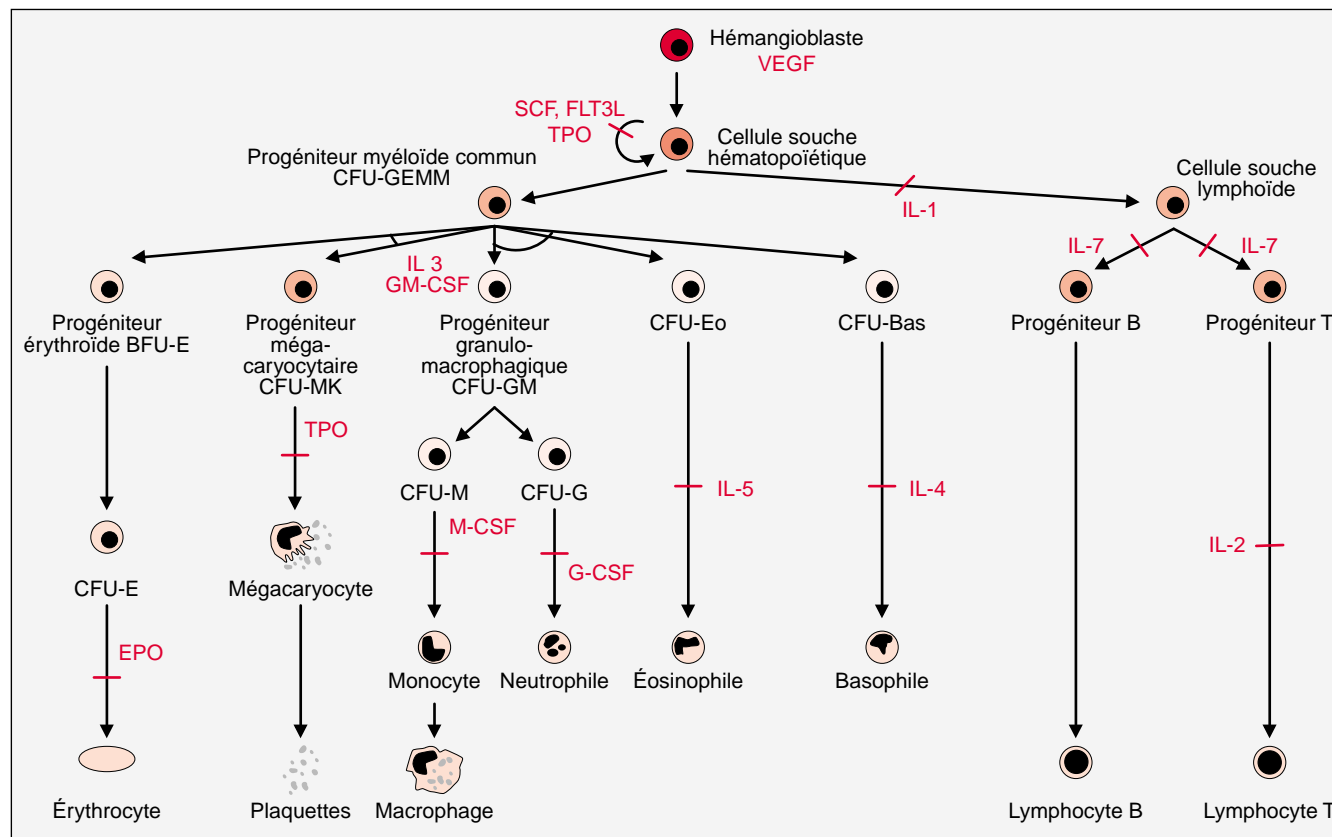 Hémangioblaste
VEGF
SCF, FLT3L
TPO
Cellule souche
hématopoïétique
Progéniteur myéloïde commun
CFU-GEMM
Cellule souche
lymphoïde
IL-1
IL-7
IL-7
IL 3
GM-CSF
Progéniteur
érythroïde BFU-E
Progéniteur
méga-
caryocytaire
CFU-MK
Progéniteur
granulo-
macrophagique
CFU-GM
CFU-Eo
CFU-Bas
Progéniteur B
Progéniteur T
TPO
CFU-M
CFU-G
IL-5
IL-4
M-CSF
G-CSF
IL-2
CFU-E
Mégacaryocyte
EPO
Monocyte
Neutrophile
Éosinophile
Basophile
Érythrocyte
Plaquettes
Macrophage
Lymphocyte B
Lymphocyte T